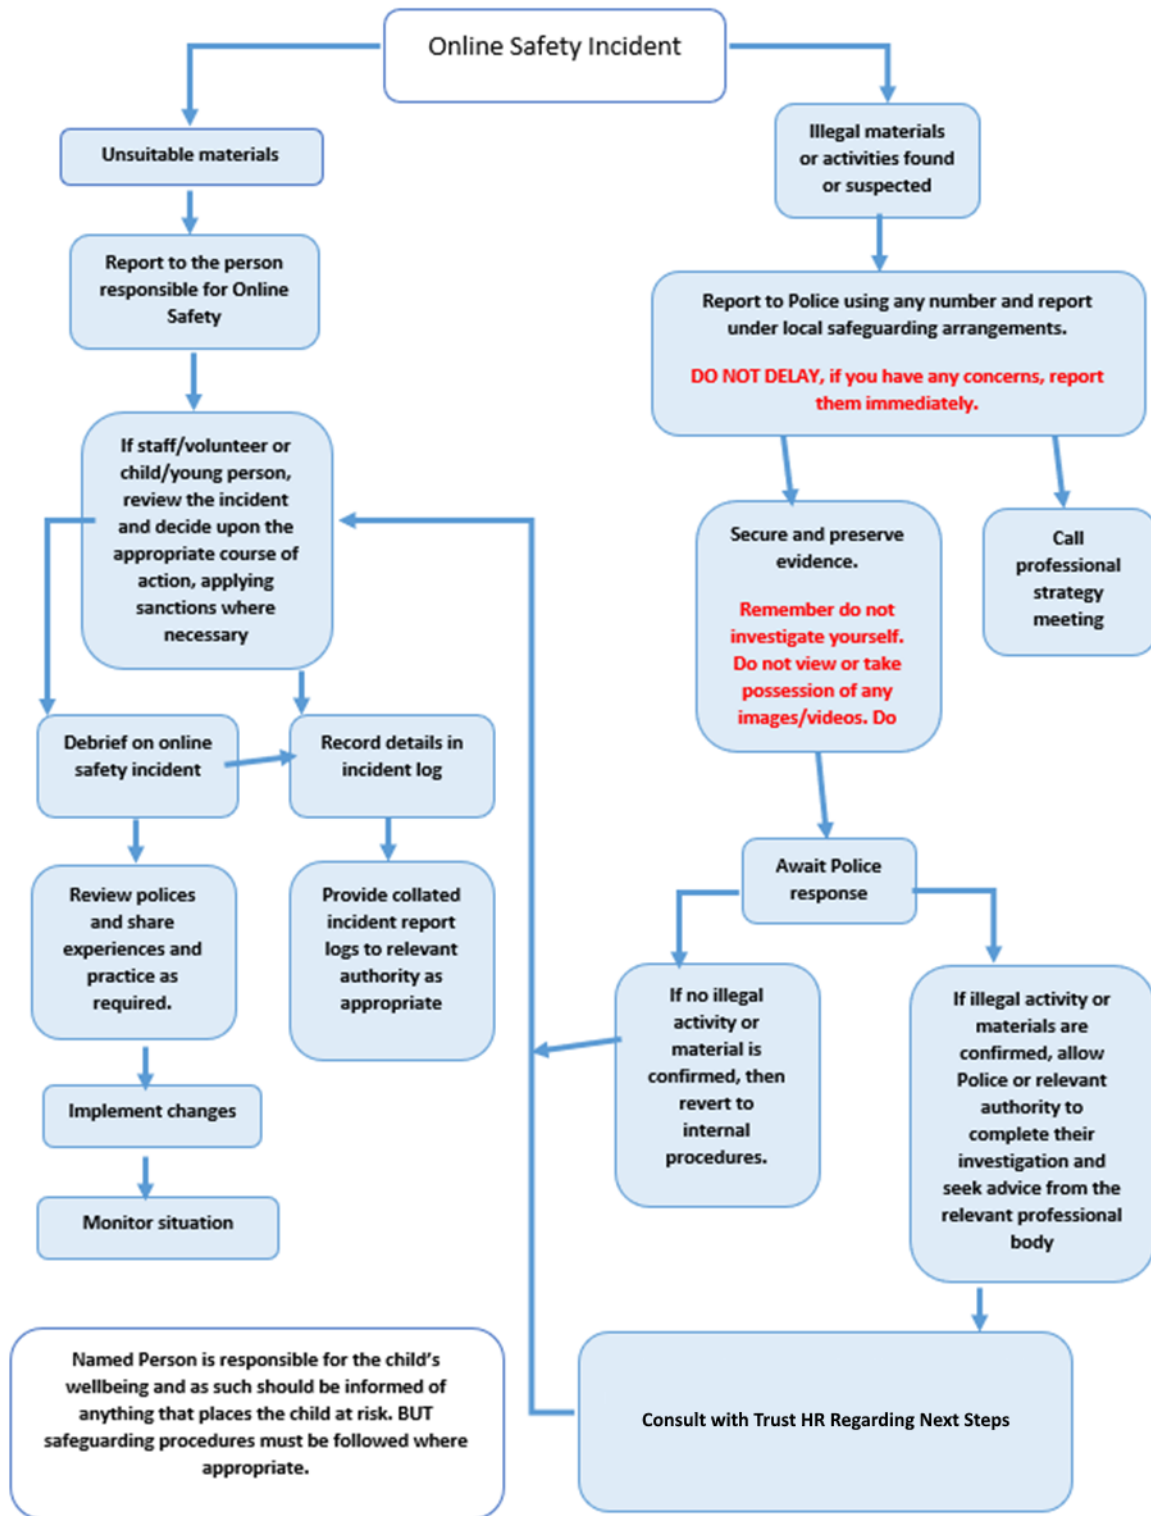 Online Safety Incident
Unsuitable materials
Illegal materials
or activities found
or suspected
Report to the person
responsible for Online
Safety
Report to Police using any number and report
under local safeguarding arrangements.
DO NOT DELAY, if you have any concerns, report
them immediately.
If staff/volunteer or
child/young person,
review the incident
and decide upon the
appropriate course of
action, applying
sanctions where
necessary
Secure and preserve
evidence.
Remember do not
investigate yourself.
Do not view or take
possession of any
images/videos. Do
Call
professional
strategy
meeting
Debrief on online
safety incident
Record details in
incident log
Review polices
and share
experiences and
practice as
required.
Provide collated
incident report
logs to relevant
authority as
appropriate
Await Police
response
If no illegal
activity or
material is
confirmed, then
revert to
internal
procedures.
If illegal activity or
materials are
confirmed, allow
Police or relevant
authority to
complete their
investigation and
seek advice from the
relevant professional
body
Implement changes
Monitor situation
Named Person is responsible for the child's
wellbeing and as such should be informed of
anything that places the child at risk. BUT
safeguarding procedures must be followed where
appropriate.
Consult with Trust HR Regarding Next Steps